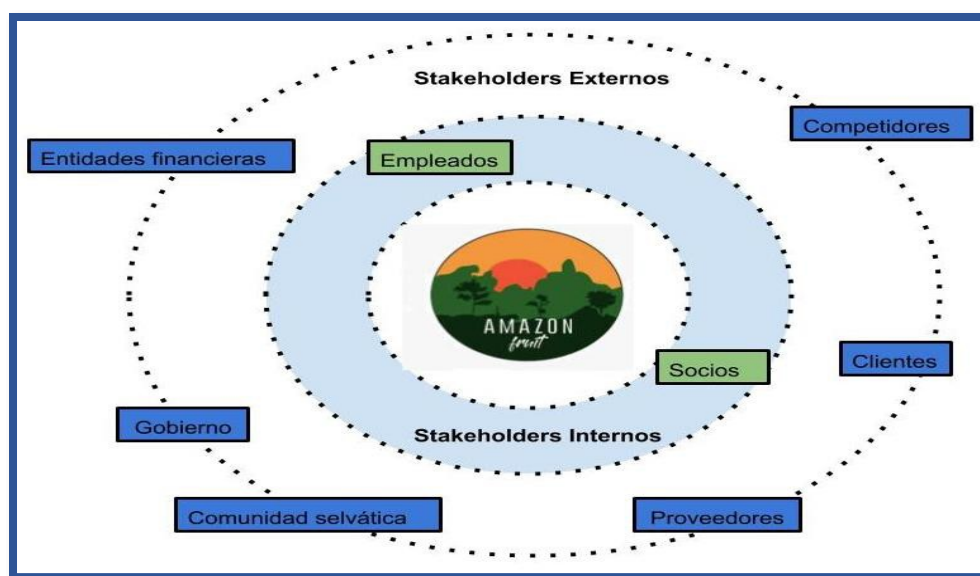 Stakeholders Externos
Competidores
Entidades financieras
Empleados
AMAZON
fruit
Socios
Clientes
Gobierno
Stakeholders Internos
Comunidad selvática
Proveedores